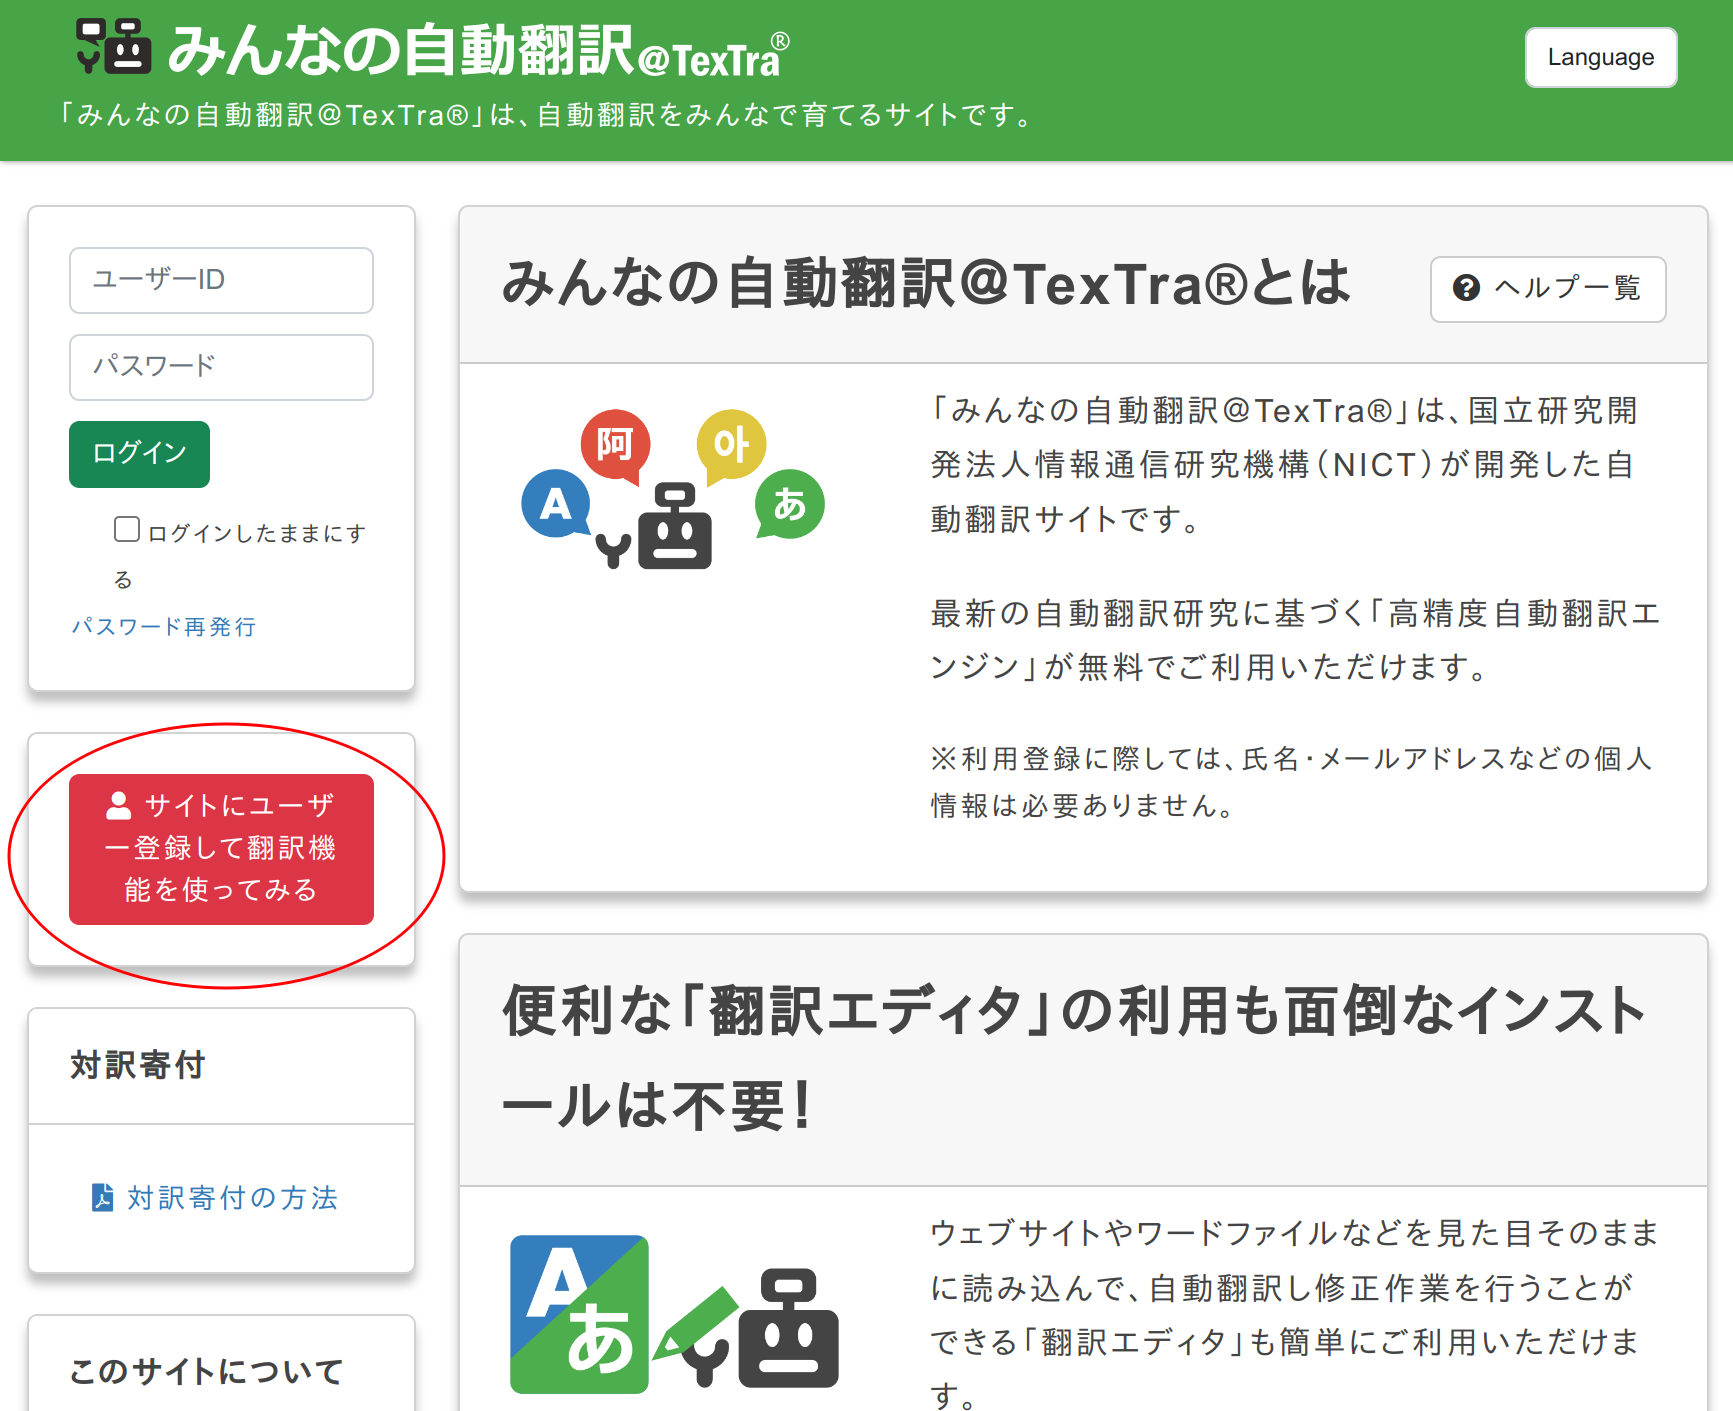 みんなの自動翻訳@TexTra®
「みんなの自動翻訳@TexTra®」は、自動翻訳をみんなで育てるサイトです。
Language
ユーザーID
パスワード
ログイン
ログインしたままにす
る
パスワード再発行
サイトにユーザ
ー登録して翻訳機
能を使ってみる
対訳寄付
対訳寄付の方法
このサイトについて
みんなの自動翻訳@TexTra®とは
ヘルプ一覧
A
阿
아
あ
「みんなの自動翻訳@TexTra®」は、国立研究開
発法人情報通信研究機構（NICT）が開発した自
動翻訳サイトです。
最新の自動翻訳研究に基づく「高精度自動翻訳エ
ンジン」が無料でご利用いただけます。
※利用登録に際しては、氏名・メールアドレスなどの個人
情報は必要ありません。
便利な「翻訳エディタ」の利用も面倒なインスト
ールは不要！
A
あ
ウェブサイトやワードファイルなどを見た目そのまま
に読み込んで、自動翻訳し修正作業を行うことが
できる「翻訳エディタ」も簡単にご利用いただけま
す。